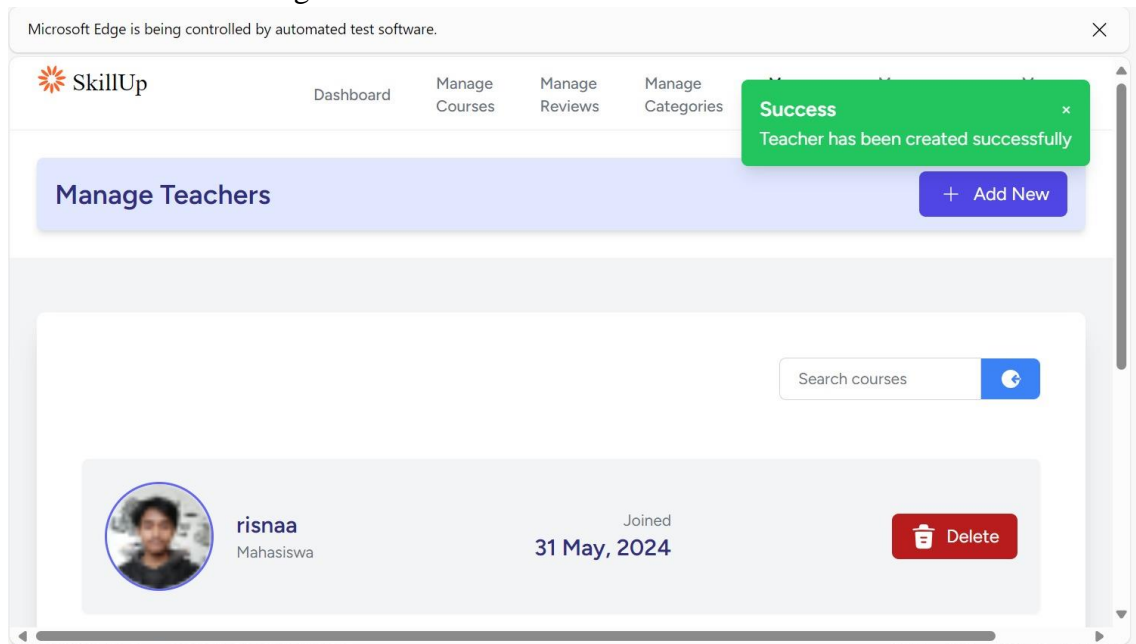 Microsoft Edge is being controlled by automated test software.
SkillUp
Dashboard
Manage Courses
Manage Reviews
Manage Categories
Success
Teacher has been created successfully
Manage Teachers
+ Add New
Search courses
risnaa
Mahasiswa
Joined
31 May, 2024
Delete